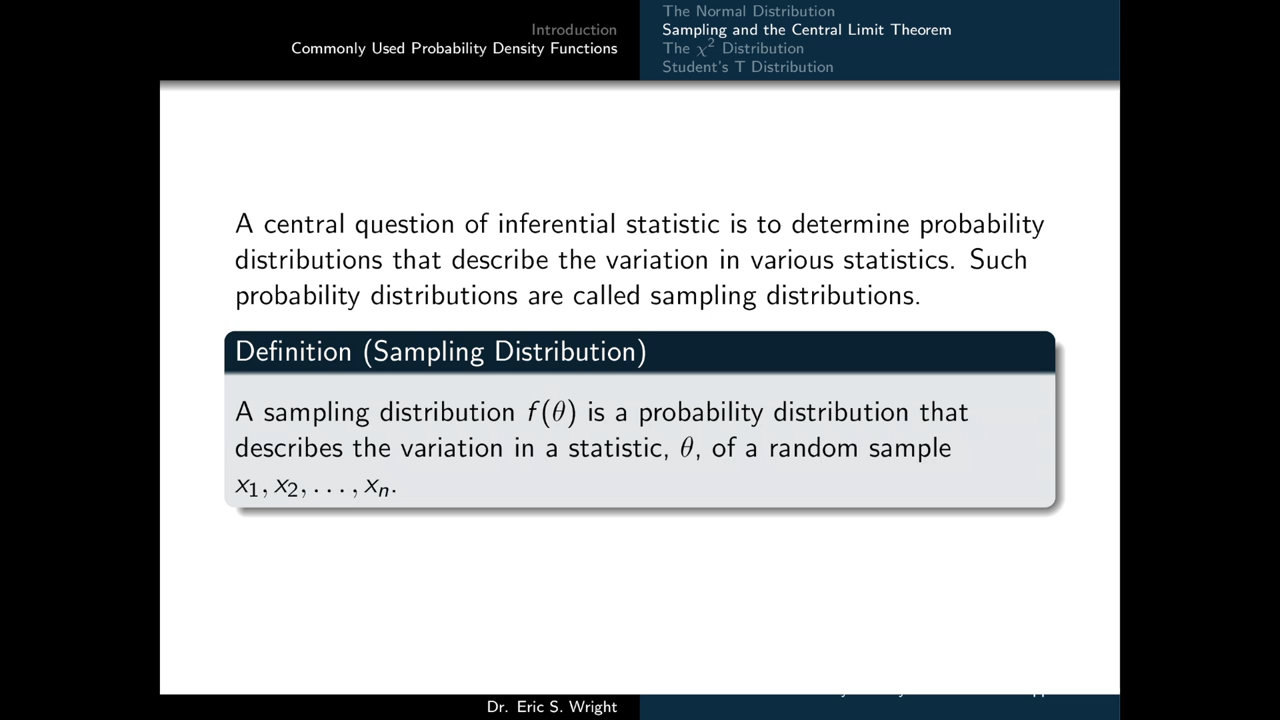 Introduction
Commonly Used Probability Density Functions
The Normal Distribution
Sampling and the Central Limit Theorem
The χ² Distribution
Student's T Distribution
A central question of inferential statistic is to determine probability
distributions that describe the variation in various statistics. Such
probability distributions are called sampling distributions.
Definition (Sampling Distribution)
A sampling distribution f(θ) is a probability distribution that
describes the variation in a statistic, θ, of a random sample
x₁, x₂, . . . , xₙ.
Dr. Eric S. Wright